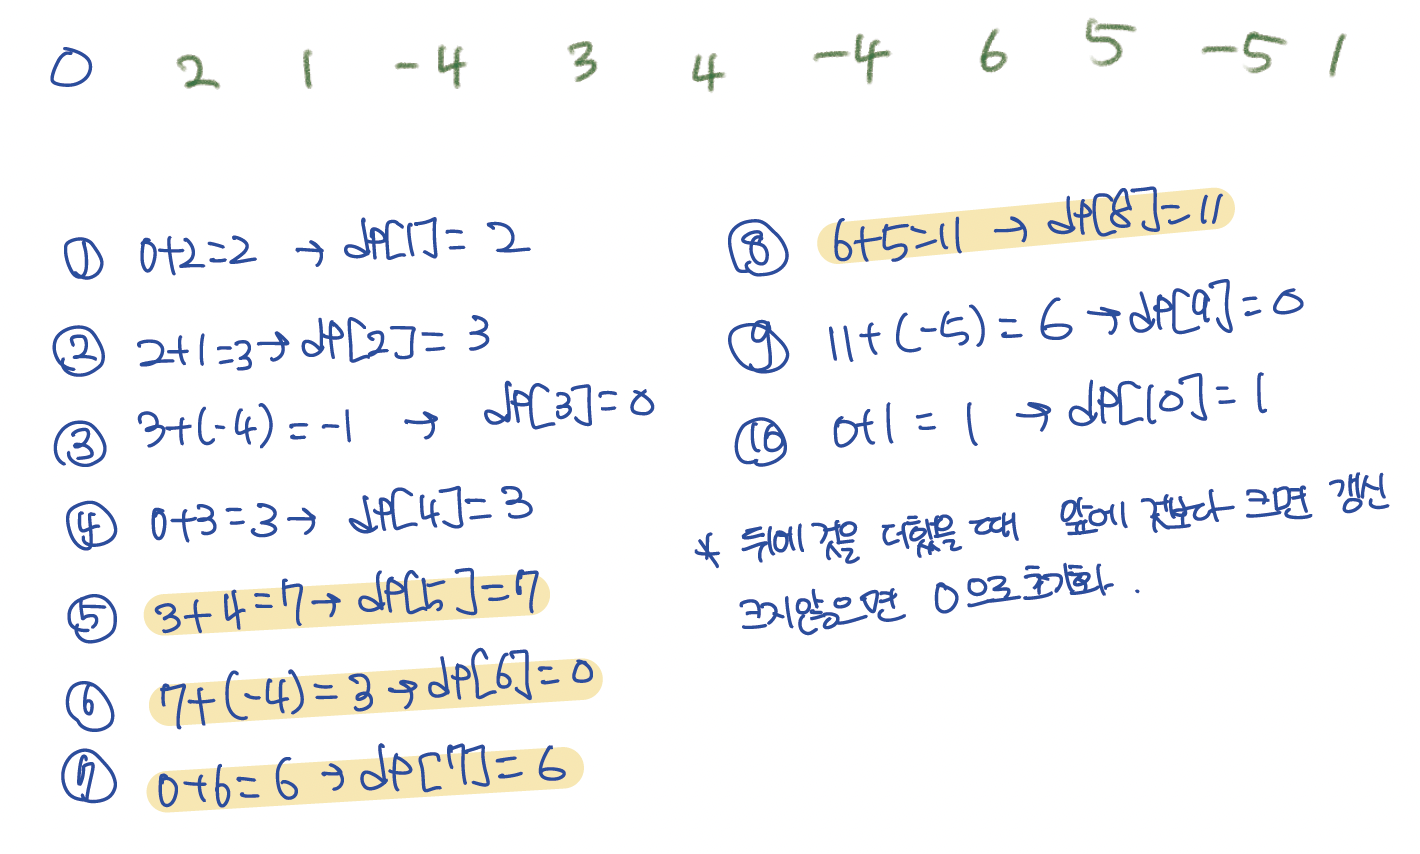 0 2 1 -4 3 4 -4 6 5 -5 1
① 0+2=2 → dp[1] = 2
② 2+1=3 → dp[2] = 3
③ 3+(-4) = -1 → dp[3]=0
④ 0+3=3 → dp[4]=3
⑤ 3+4=7 → dp[5]=7
⑥ 7+(-4)=3 → dp[6]=0
⑦ 0+6=6 → dp[7]=6
⑧ 6+5=11 → dp[8]=11
⑨ 11+(-5)=6 → dp[9]=0
⑩ 0+1=1 → dp[10]=1
* 뒤에 것을 더했을 때 앞에 것보다 크면 갱신
크지않으면 0으로 초기화.